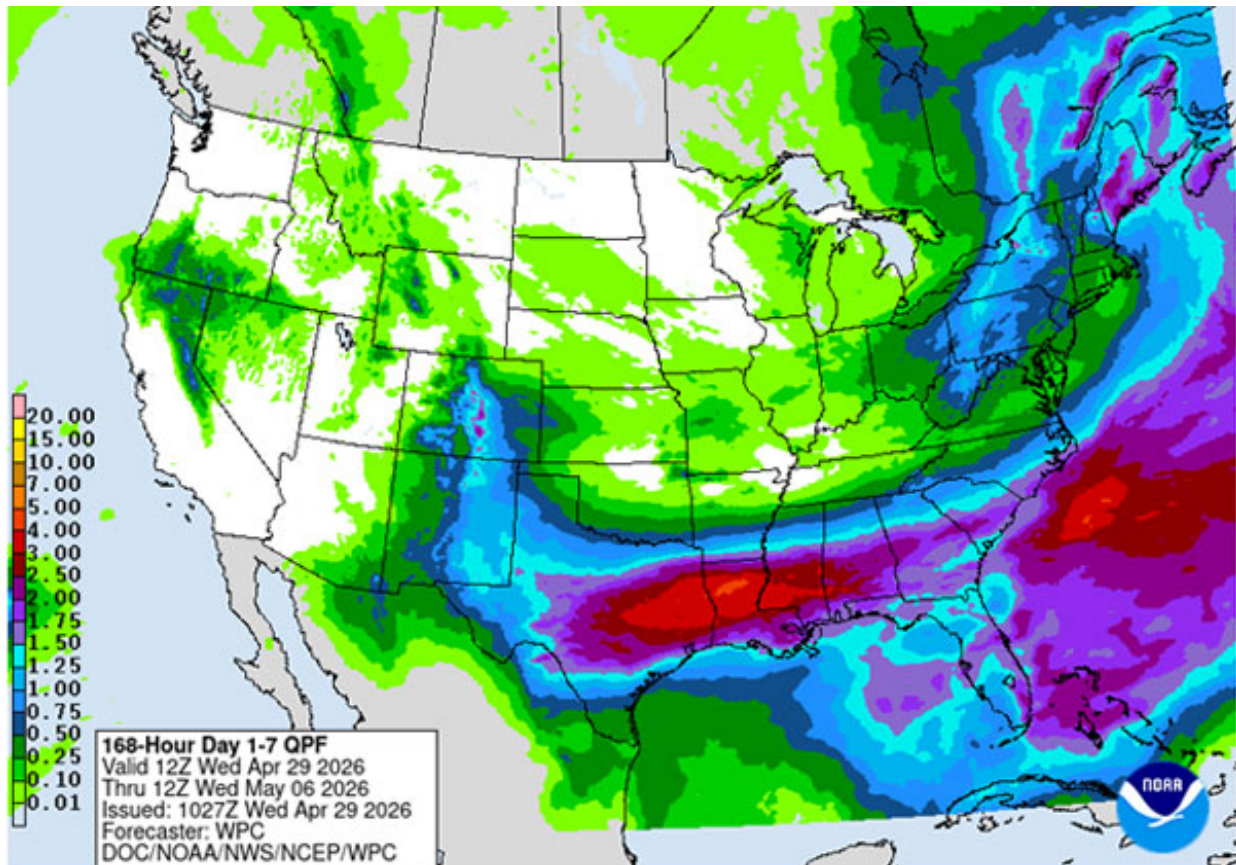 20.00
15.00
10.00
7.00
5.00
4.00
3.00
2.50
2.00
1.75
1.50
1.25
1.00
0.75
0.50
0.25
0.10
0.01
168-Hour Day 1-7 QPF
Valid 12Z Wed Apr 29 2026
Thru 12Z Wed May 06 2026
Issued: 1027Z Wed Apr 29 2026
Forecaster: WPC
DOC/NOAA/NWS/NCEP/WPC
NOAA